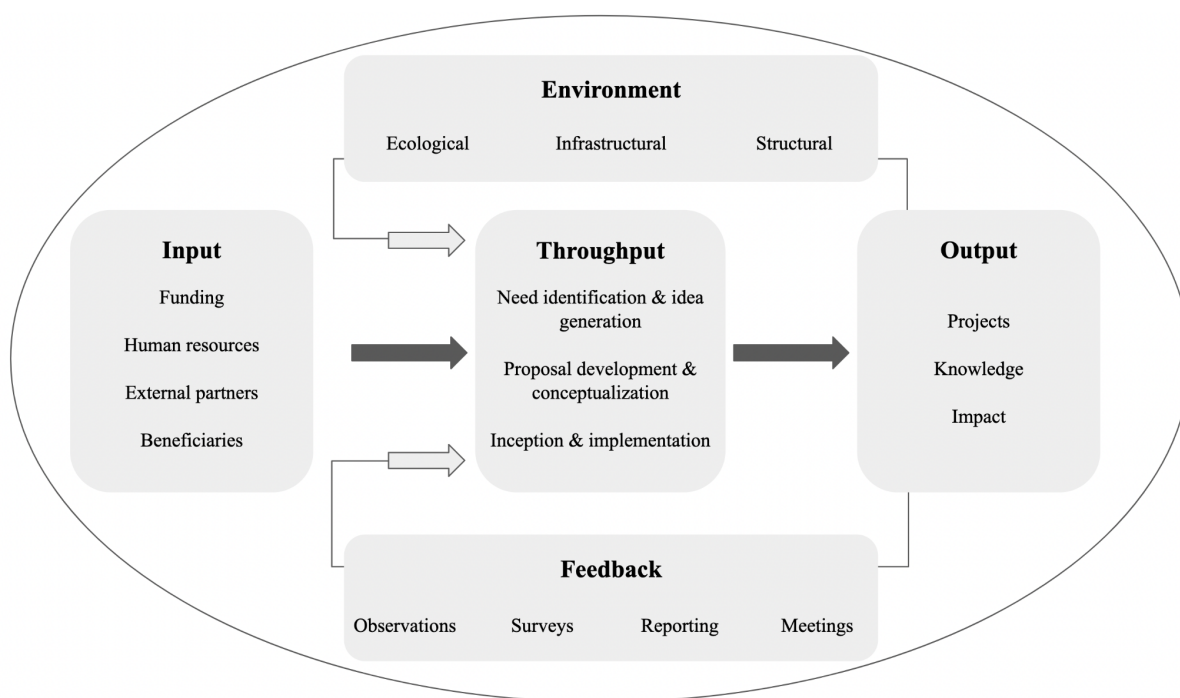 Environment
Ecological Infrastructural Structural
Input
Funding
Human resources
External partners
Beneficiaries
Throughput
Need identification & idea
generation
Proposal development &
conceptualization
Inception & implementation
Output
Projects
Knowledge
Impact
Feedback
Observations Surveys Reporting Meetings